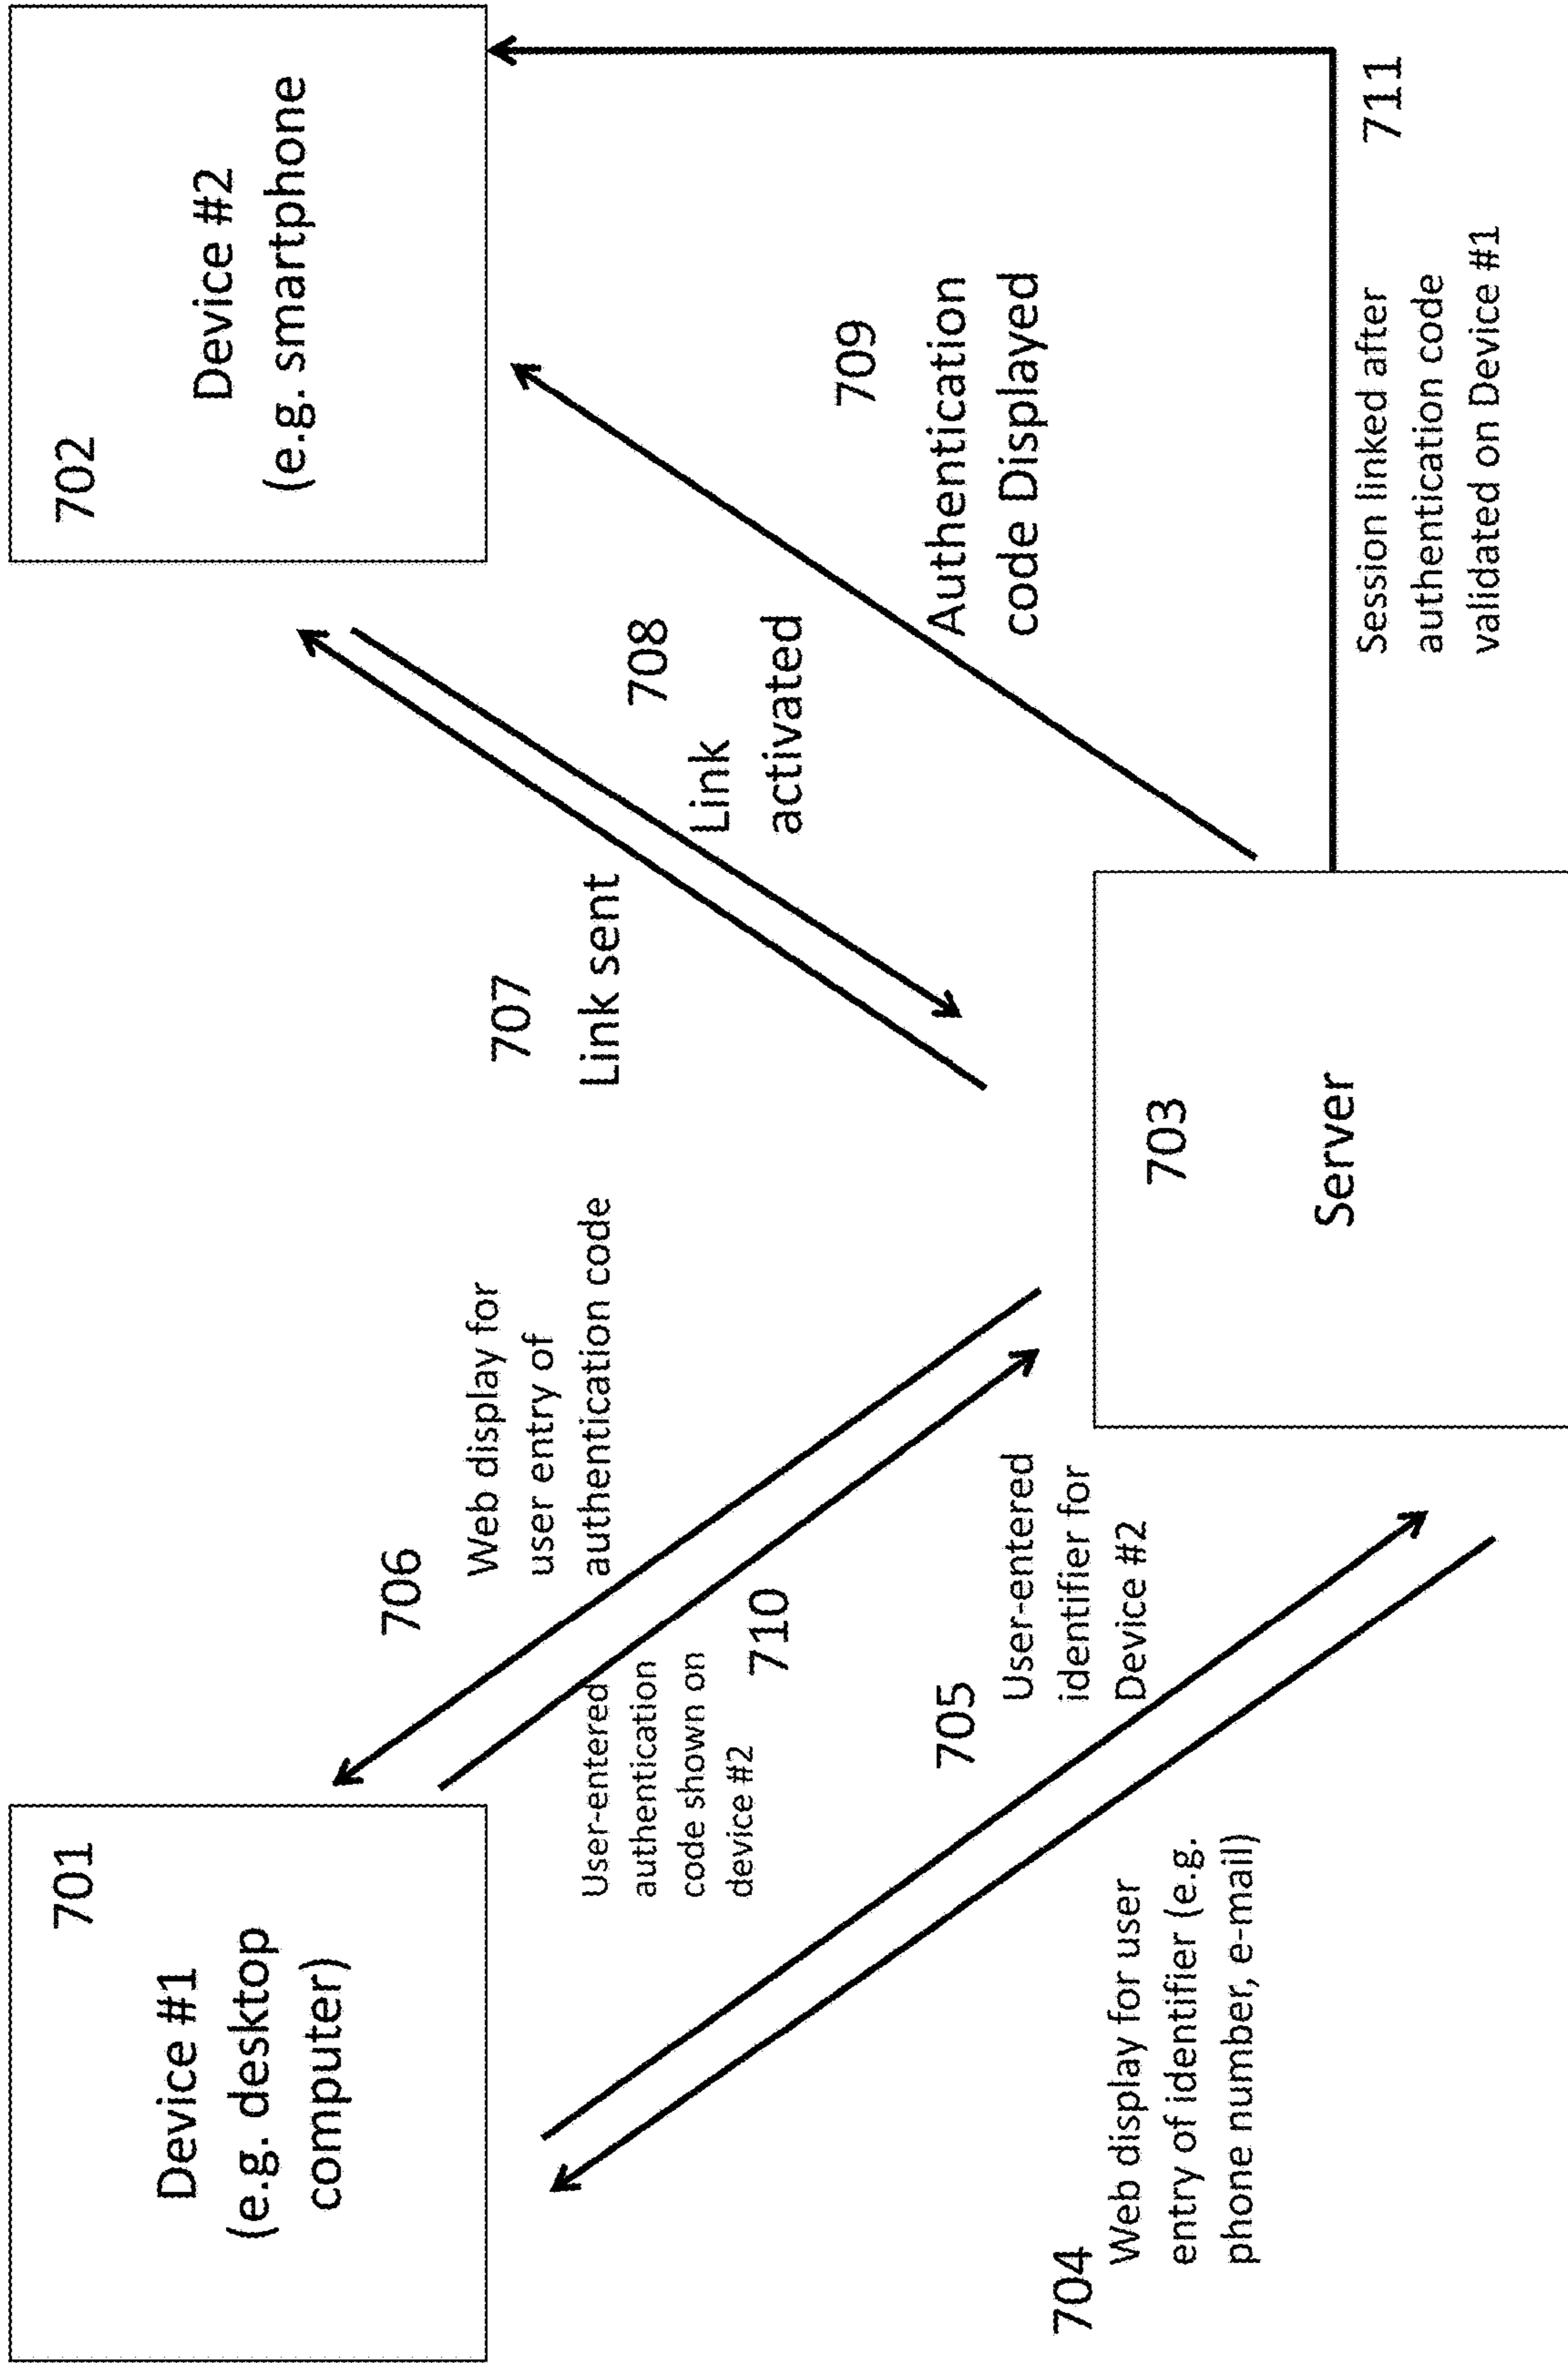 701
Device #1
(e.g. desktop
computer)
702
Device #2
(e.g. smartphone
703
Server
704
Web display for user
entry of identifier (e.g.
phone number, e-mail)
705
User-entered
identifier for
Device #2
706
Web display for
user entry of
authentication code
707
Link sent
708
Link
activated
709
Authentication
code Displayed
User-entered
authentication
code shown on
device #2
710
711
Session linked after
authentication code
validated on Device #1